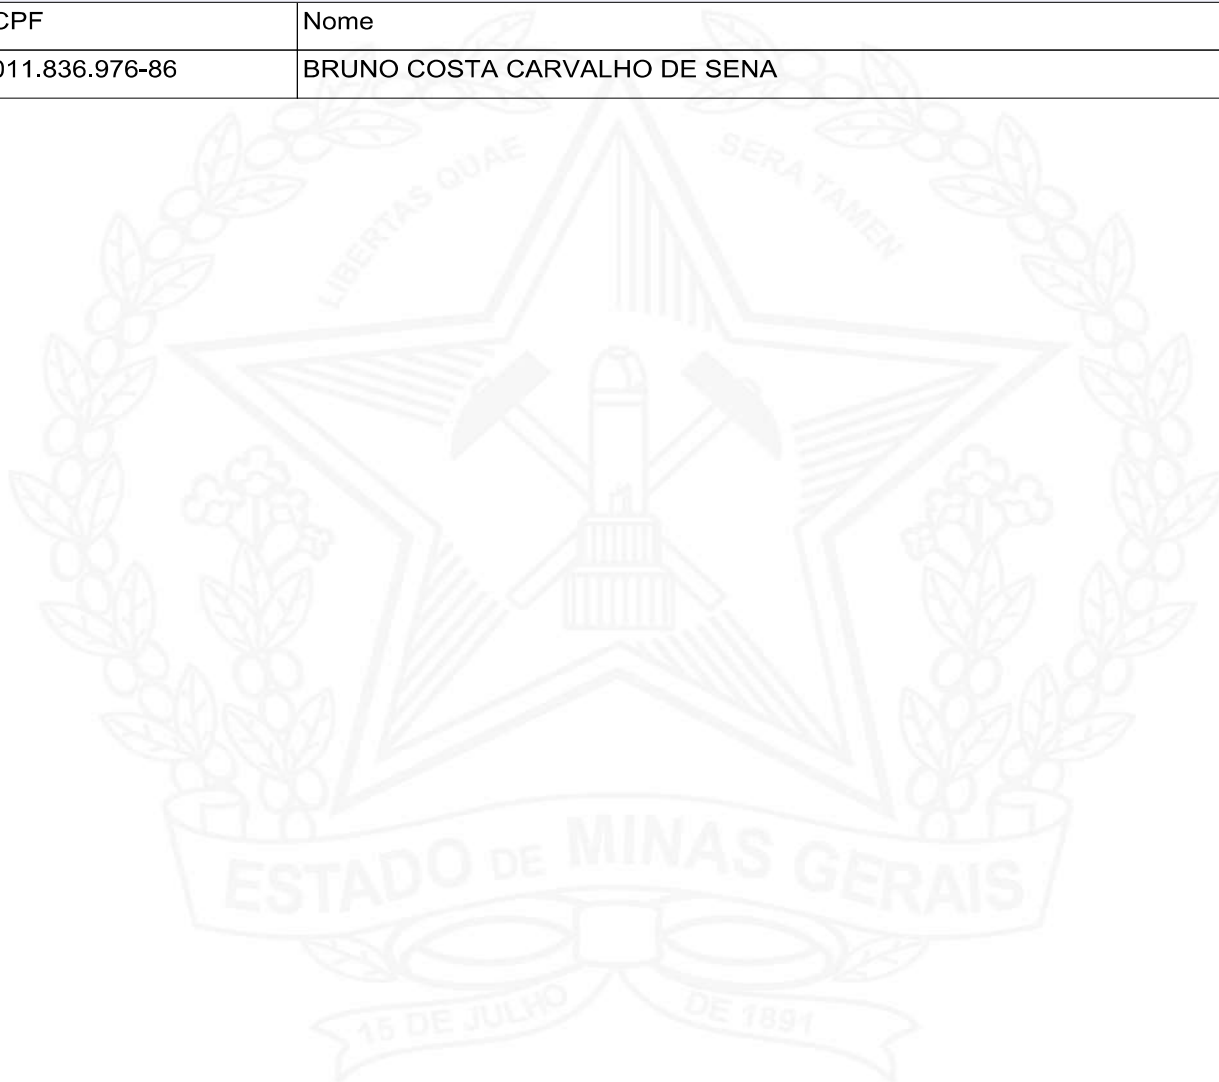 CPF Nome
011.836.976-86 BRUNO COSTA CARVALHO DE SENA
LIBERTAS QUAE SERA TAMEN
ESTADO DE MINAS GERAIS
15 DE JULHO DE 1891